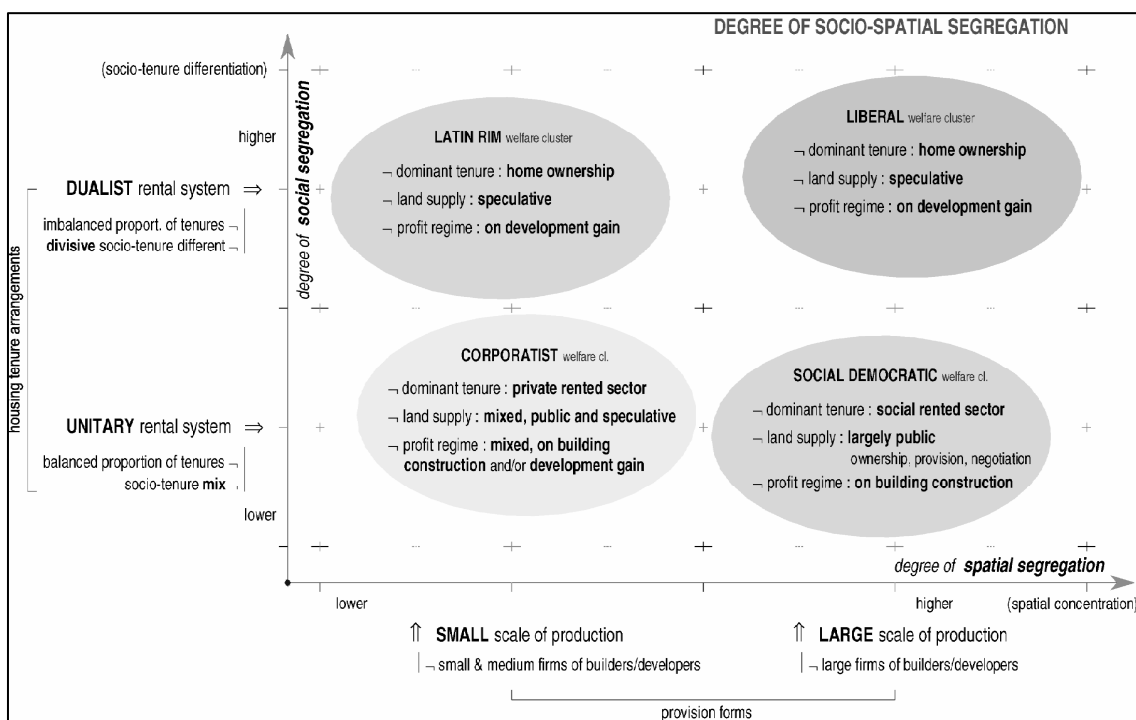 DEGREE OF SOCIO-SPATIAL SEGREGATION
(socio-tenure differentiation)
degree of social segregation
higher
LATIN RIM welfare cluster
¬ dominant tenure : home ownership
¬ land supply : speculative
¬ profit regime : on development gain
LIBERAL welfare cluster
¬ dominant tenure : home ownership
¬ land supply : speculative
¬ profit regime : on development gain
DUALIST rental system ⇒
imbalanced proport. of tenures ¬
divisive socio-tenure different ¬
housing tenure arrangements
CORPORATIST welfare cl.
¬ dominant tenure : private rented sector
¬ land supply : mixed, public and speculative
¬ profit regime : mixed, on building
construction and/or development gain
SOCIAL DEMOCRATIC welfare cl.
¬ dominant tenure : social rented sector
¬ land supply : largely public
ownership, provision, negotiation
¬ profit regime : on building construction
UNITARY rental system ⇒
balanced proportion of tenures ¬
socio-tenure mix ¬
lower
degree of spatial segregation
lower
higher
(spatial concentration)
⇑ SMALL scale of production
¬ small & medium firms of builders/developers
⇑ LARGE scale of production
¬ large firms of builders/developers
provision forms